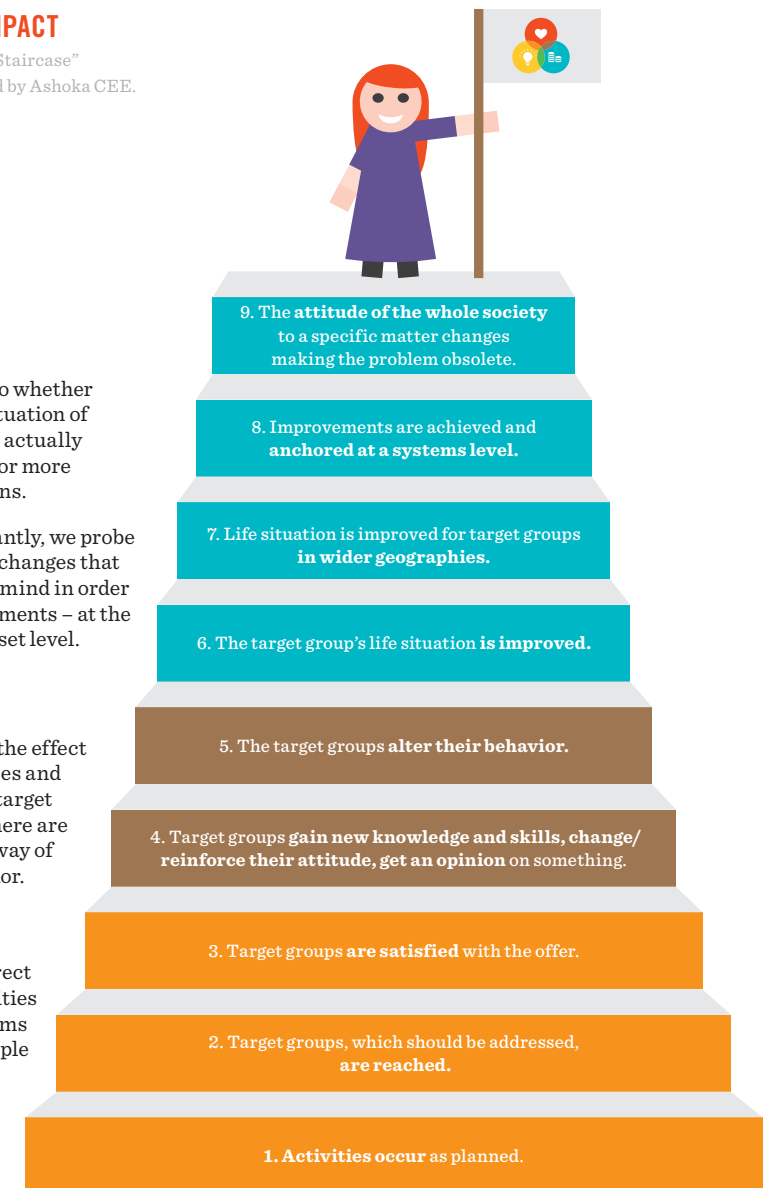 MPACT
Staircase”
d by Ashoka CEE.
9. The attitude of the whole society
to a specific matter changes
making the problem obsolete.
8. Improvements are achieved and
anchored at a systems level.
7. Life situation is improved for target groups
in wider geographies.
6. The target group’s life situation is improved.
5. The target groups alter their behavior.
4. Target groups gain new knowledge and skills, change/
reinforce their attitude, get an opinion on something.
3. Target groups are satisfied with the offer.
2. Target groups, which should be addressed,
are reached.
1. Activities occur as planned.
o whether
tuation of
actually
or more
ns.
antly, we probe
changes that
mind in order
ments – at the
set level.
the effect
es and
target
here are
way of
or.
rect
ities
ms
ple